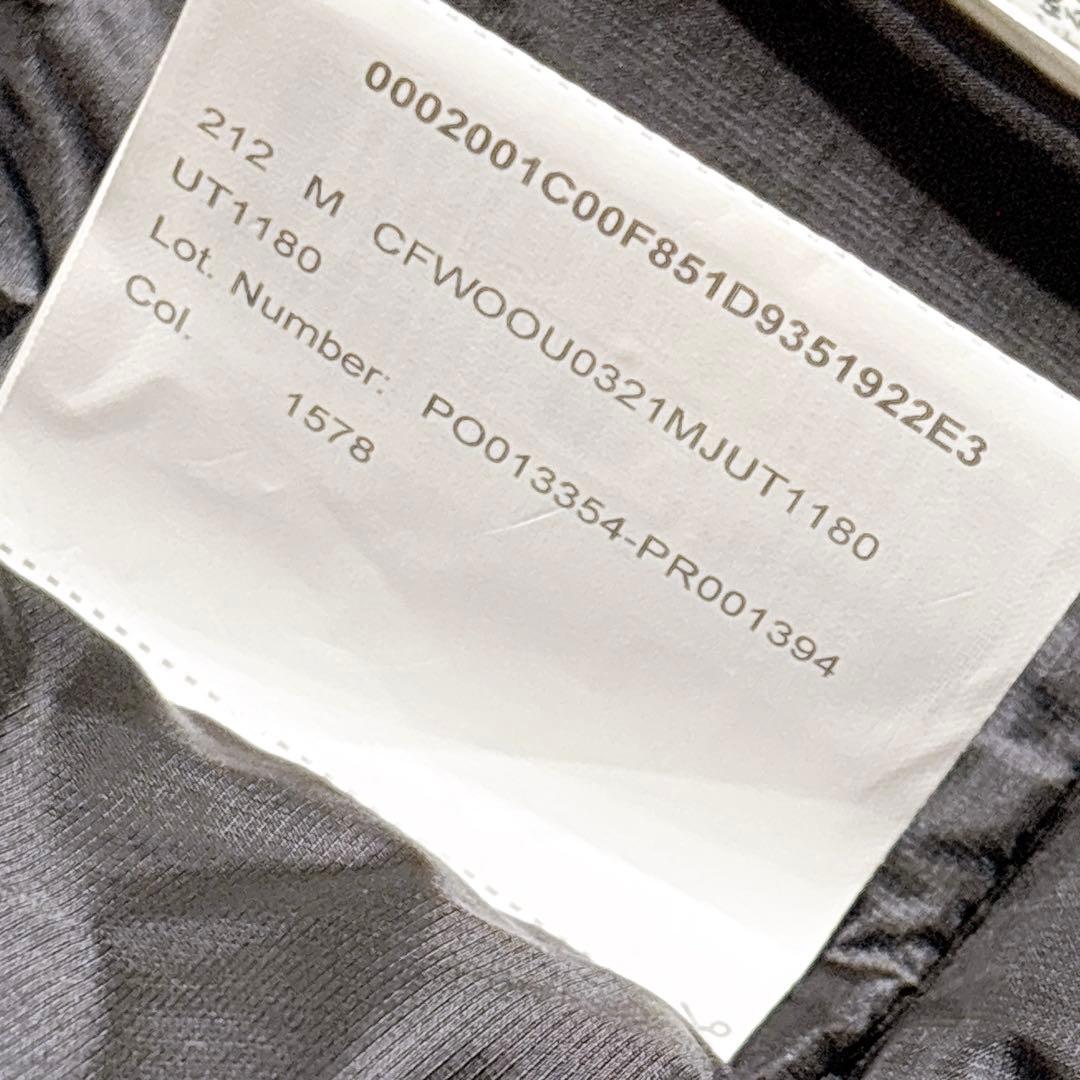 0002001C00F851D9351922E3
212 M CFWOOU0321MJUT1180
UT1180
Lot. Number: PO013354-PR001394
Col. 1578